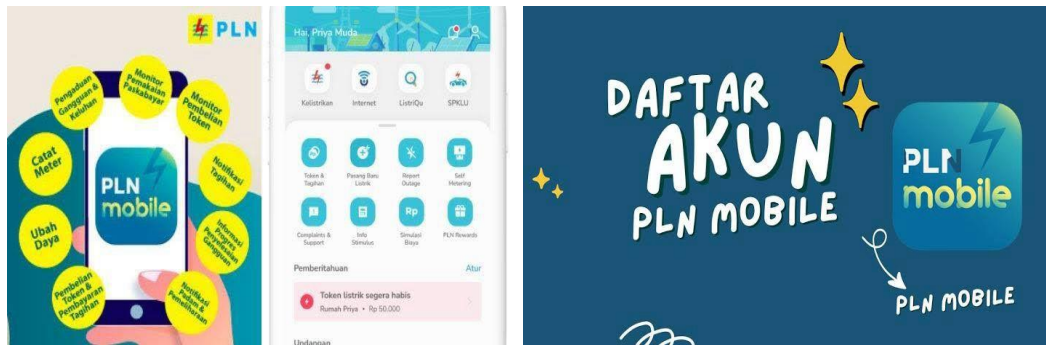 PLN
Pengaduan
Gangguan &
Keluhan
Monitor
Pemakaian
Paskabayar
Monitor
Pembelian
Token
Catat
Meter
Notifikasi
Tagihan
PLN
mobile
Ubah
Daya
Informasi
Progres
Penyelesaian
Gangguan
Pembelian
Token &
Pembayaran
Tagihan
Notifikasi
Padam &
Pemeliharaan
Hai, Priya Muda
Kelistrikan Internet ListriQu SPKLU
Token & Tagihan
Pasang Baru Listrik
Report Outage
Self Metering
Rp
Complaints & Support
Info Stimulus
Simulasi Biaya
PLN Rewards
Pemberitahuan Atur
Token listrik segera habis
Rumah Priya • Rp 50,000
Undangan
DAFTAR
AKUN
PLN MOBILE
PLN
mobile
PLN MOBILE